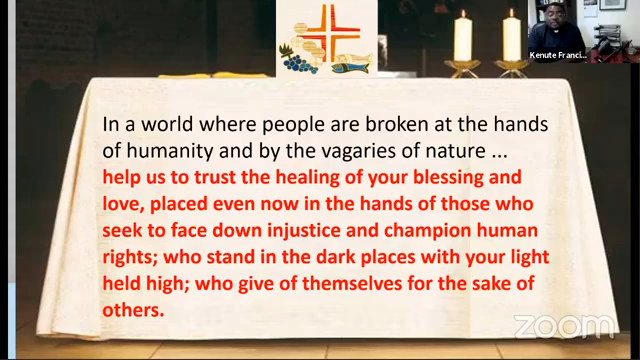 Kenute Franci...
In a world where people are broken at the hands
of humanity and by the vagaries of nature ...
help us to trust the healing of your blessing and
love, placed even now in the hands of those who
seek to face down injustice and champion human
rights; who stand in the dark places with your light
held high; who give of themselves for the sake of
others.
zoom